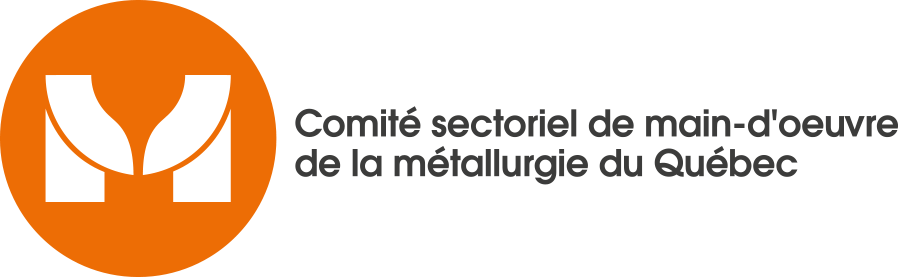 Comité sectoriel de main-d'oeuvre
de la métallurgie du Québec